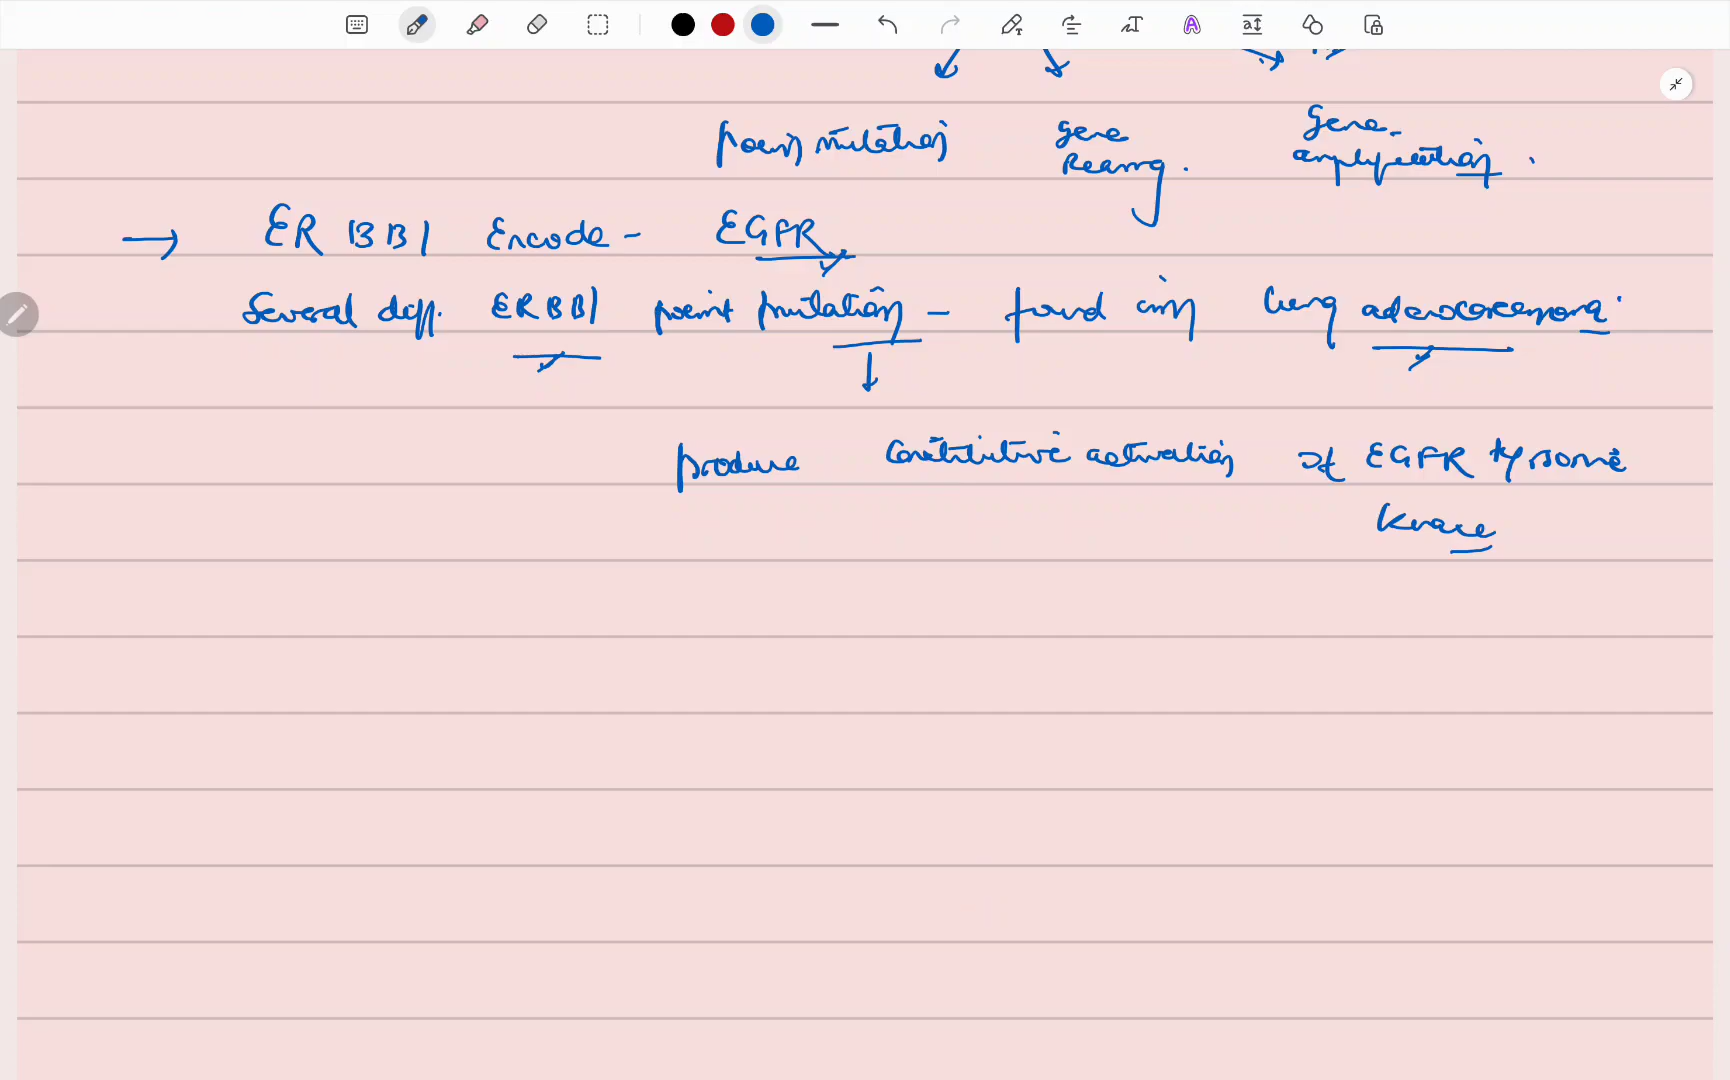 point mutation gene Rearrg. Gene amplification.
→ ERBB1 Encode - EGFR
Several diff. ERBB1 point mutation - found in lung adenocarcinoma.
produce constitutive activation of EGFR tyrosine
kinase